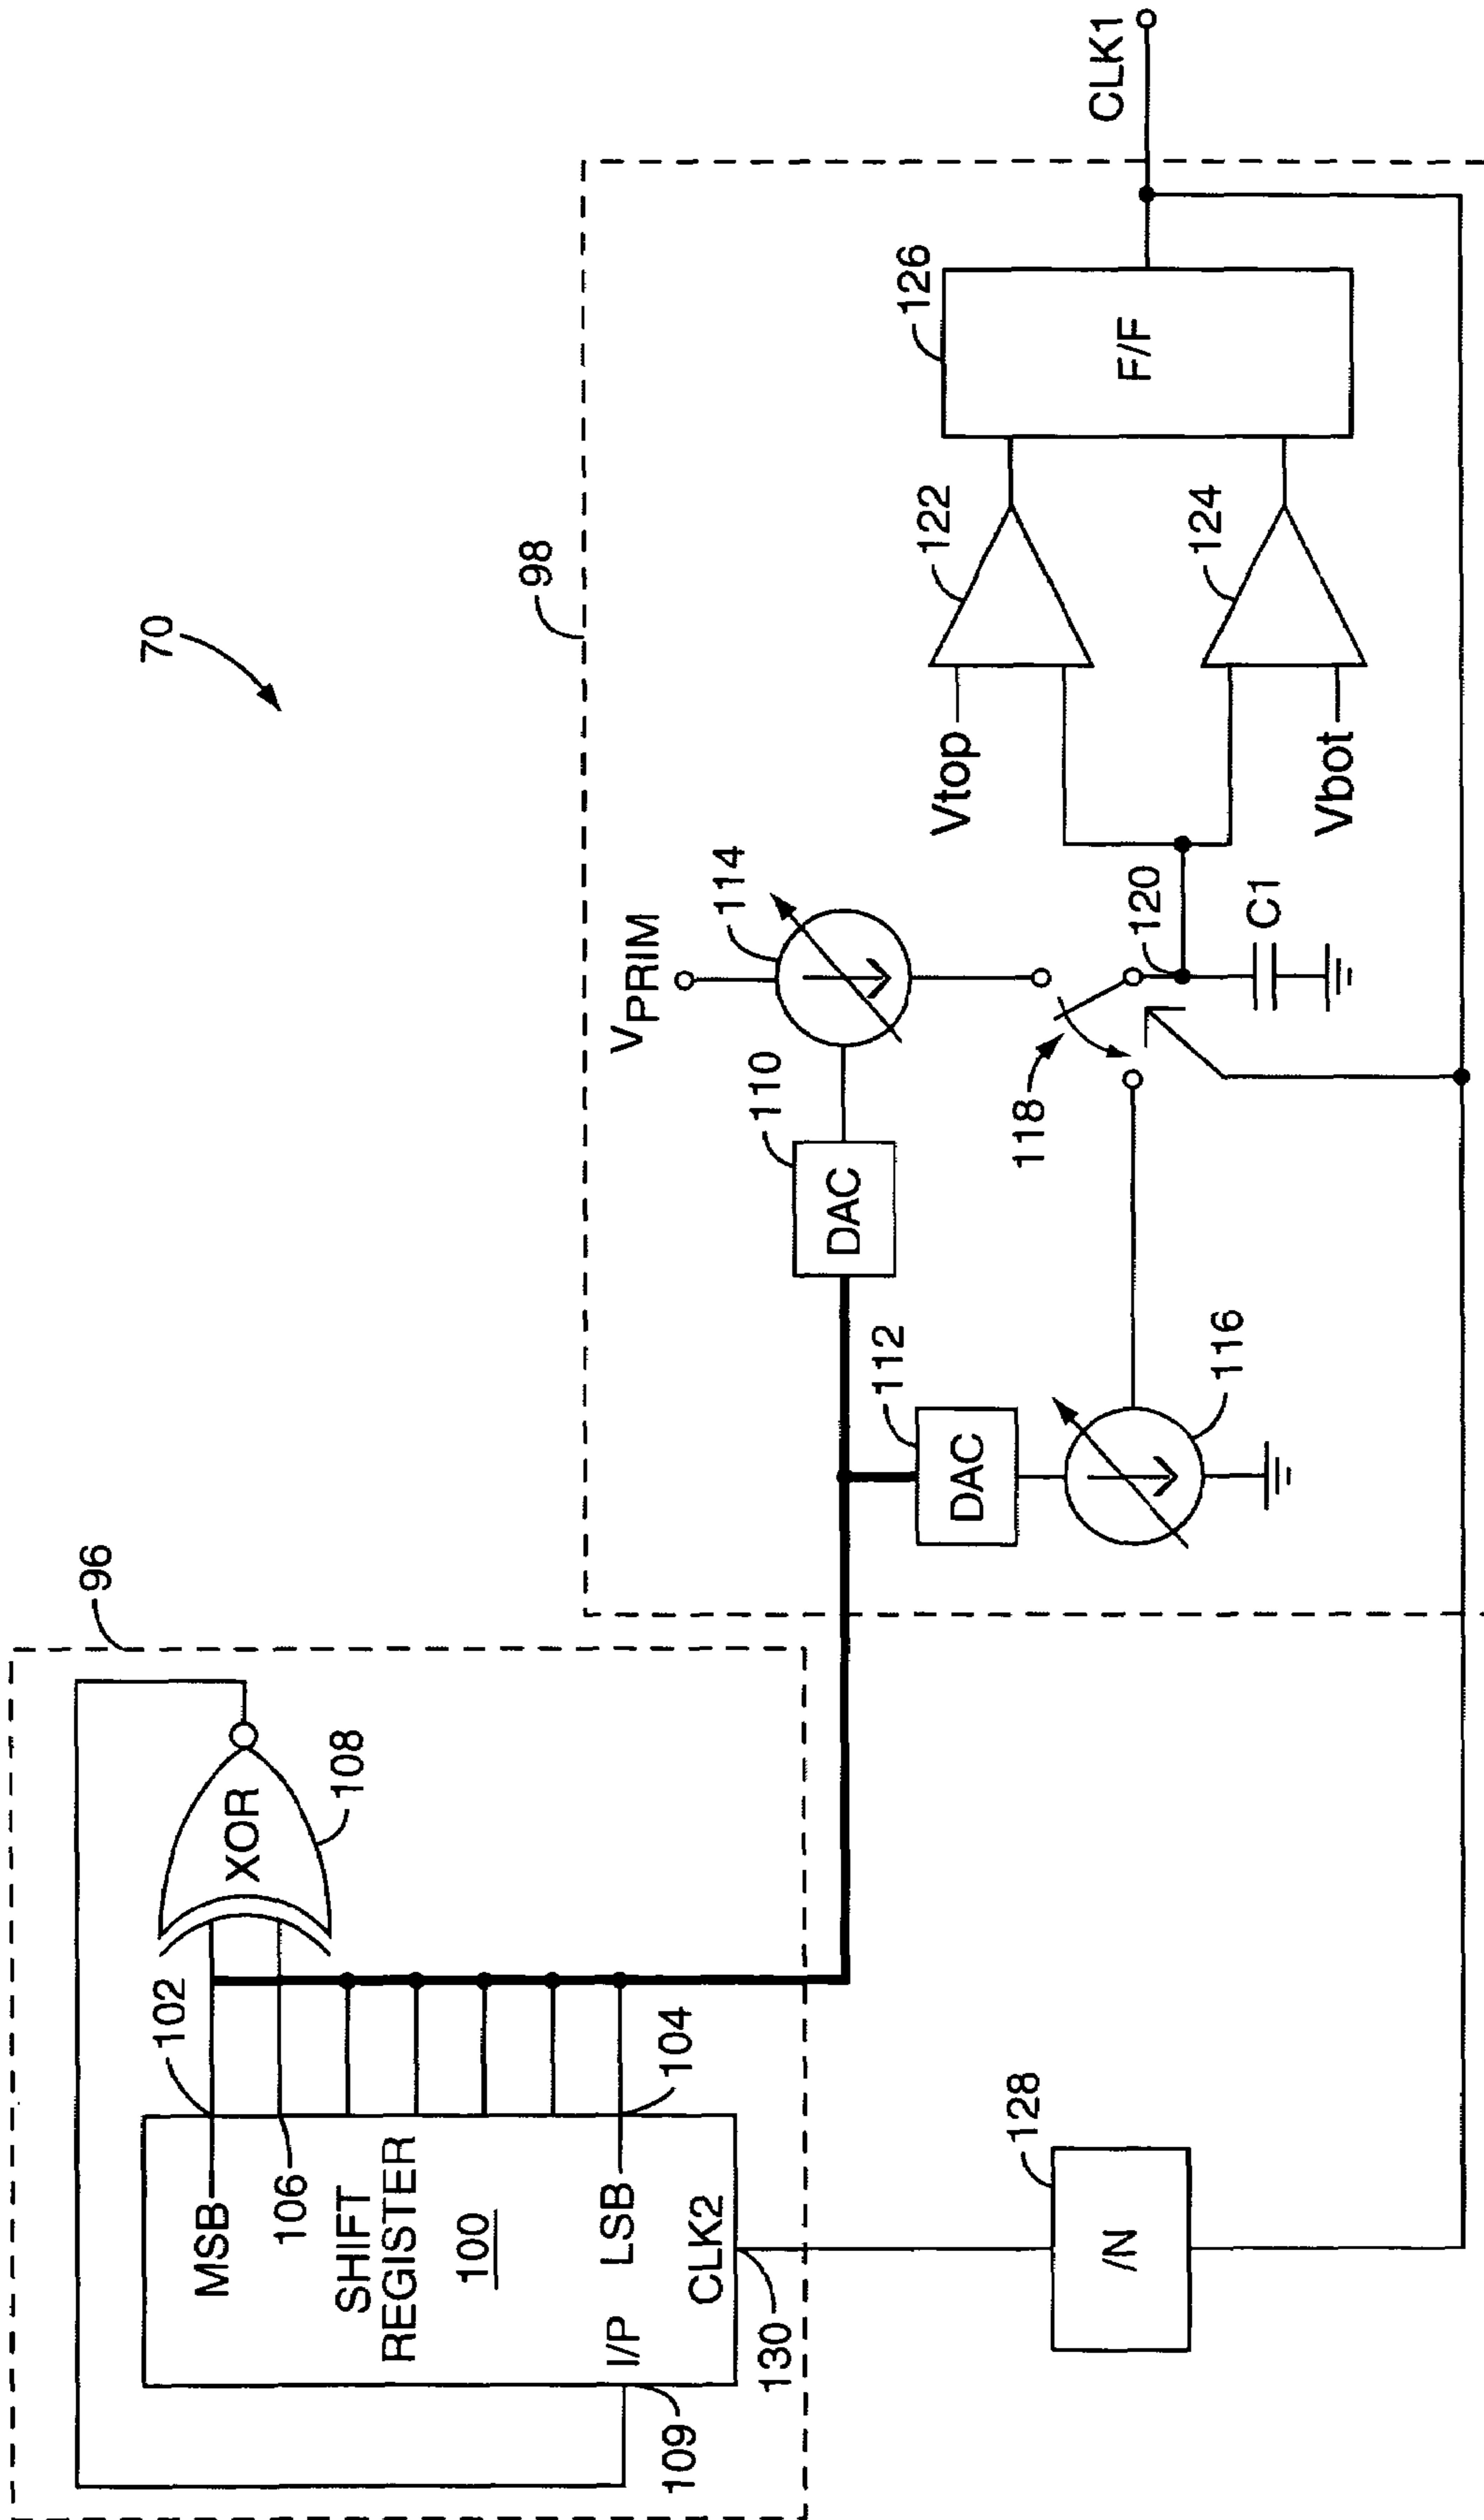 70
96
98
MSB
102
106
SHIFT
REGISTER
100
I/P
LSB
104
CLK2
109
130
XOR
108
128
/N
DAC
110
DAC
112
VPRIM
114
116
118
120
C1
Vtop
Vbot
122
124
126
F/F
CLK1